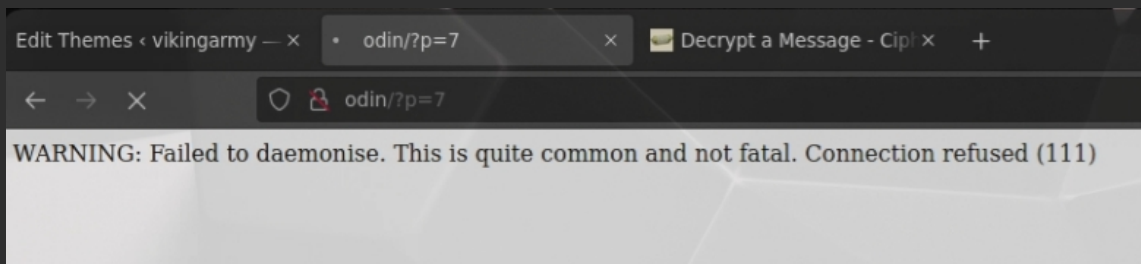 Edit Themes ‹ vikingarmy —
odin/?p=7
Decrypt a Message - Cip
odin/?p=7
WARNING: Failed to daemonise. This is quite common and not fatal. Connection refused (111)